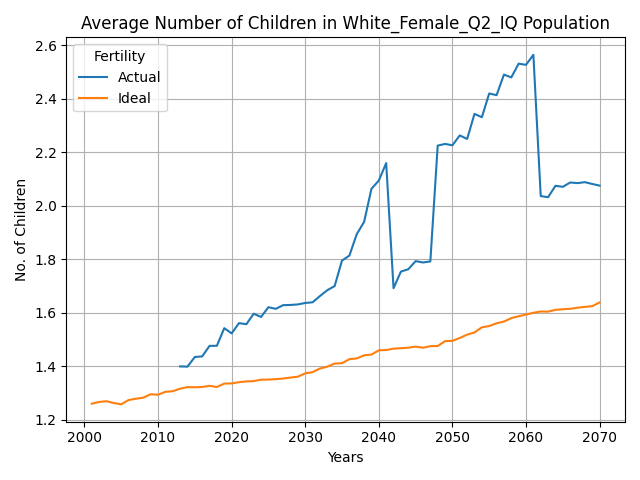 Average Number of Children in White_Female_Q2_IQ Population
Fertility
Actual
Ideal
No. of Children
2.6
2.4
2.2
2.0
1.8
1.6
1.4
1.2
2000 2010 2020 2030 2040 2050 2060 2070
Years